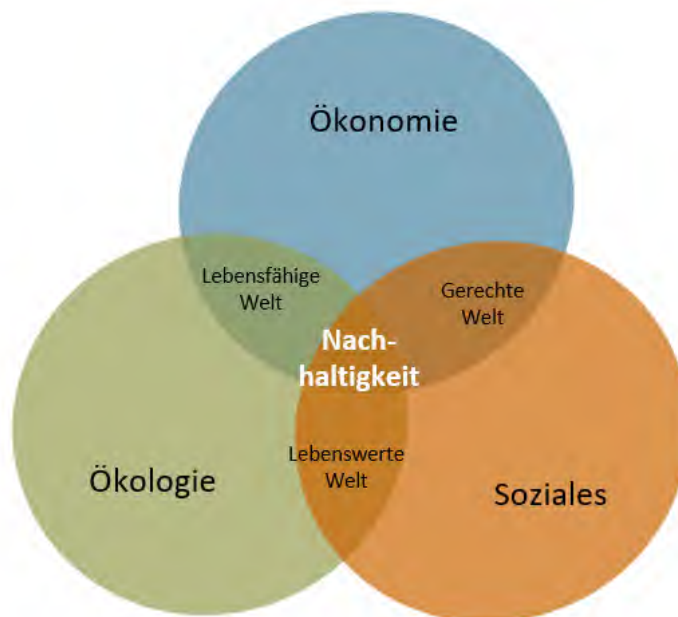 Ökonomie
Lebensfähige
Welt
Gerechte
Welt
Nach-
haltigkeit
Lebenswerte
Welt
Ökologie
Soziales